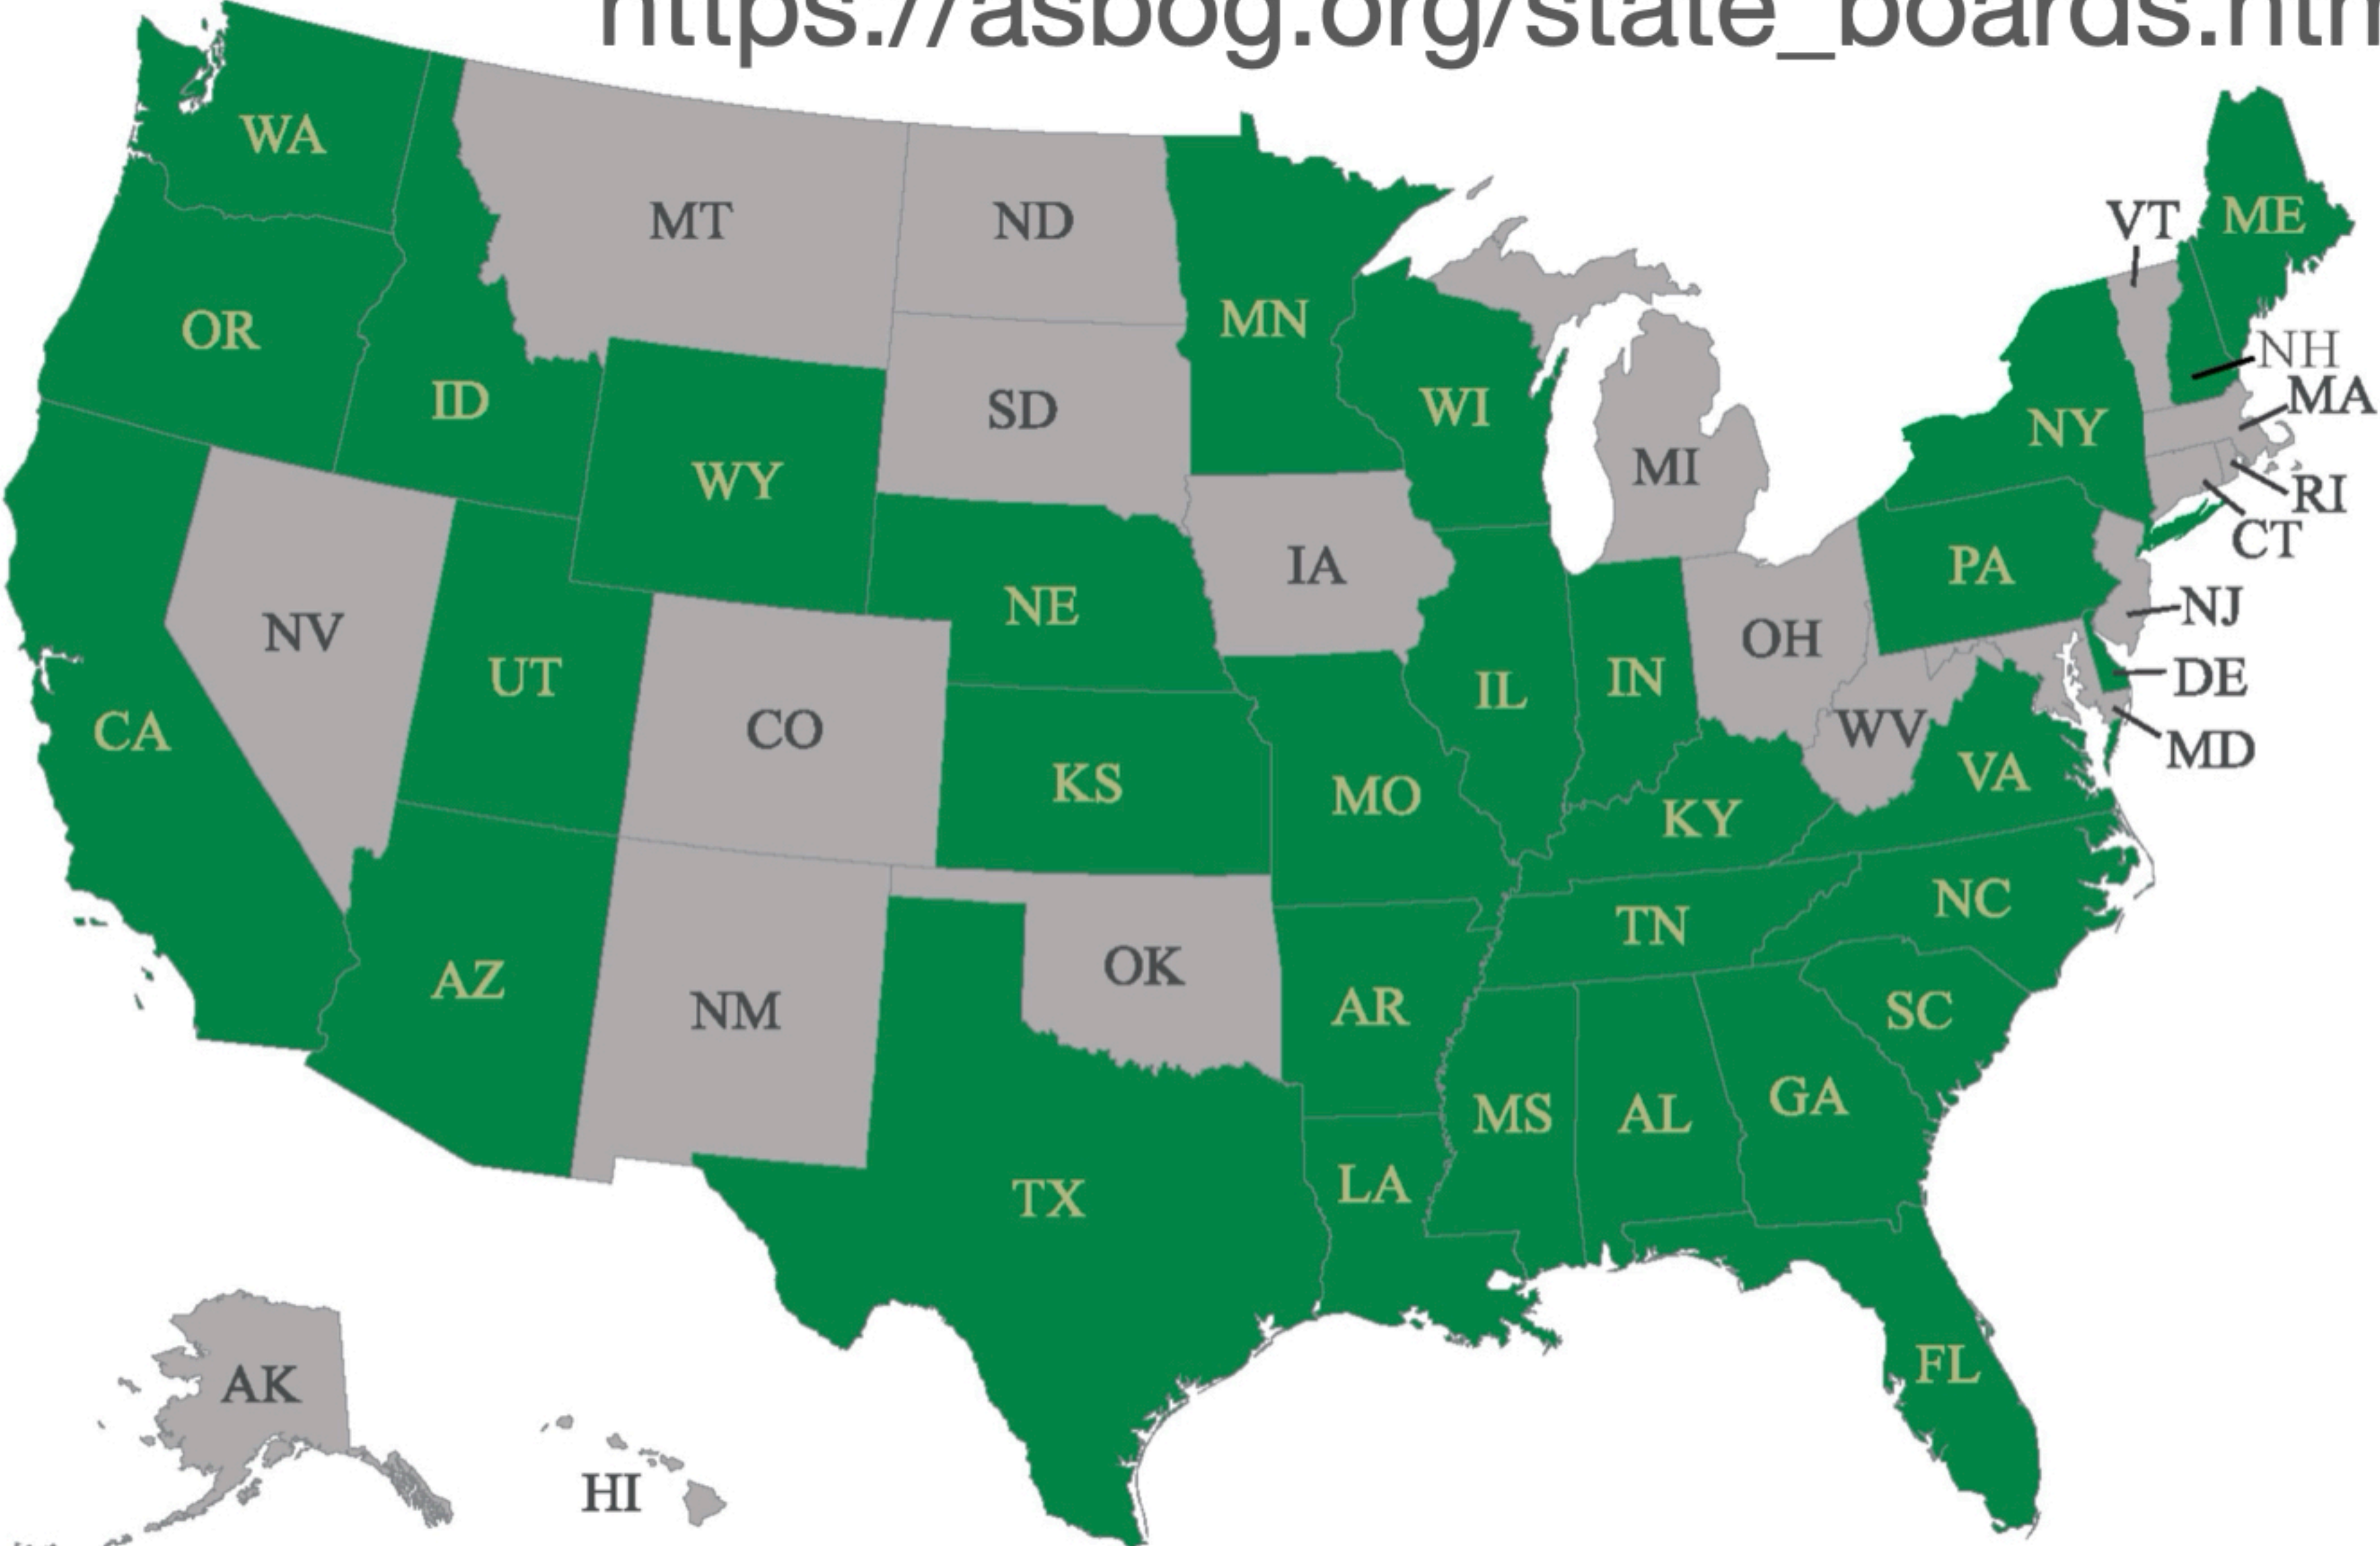 https://asbog.org/state_boards.htm
WA
MT
ND
VT
ME
OR
MN
NH
ID
SD
WI
MA
NY
MI
WY
RI
CT
IA
PA
NE
NJ
NV
OH
UT
IL
IN
DE
CA
CO
WV
MD
KS
MO
VA
KY
NC
TN
OK
AZ
NM
AR
SC
MS
AL
GA
LA
TX
FL
AK
HI